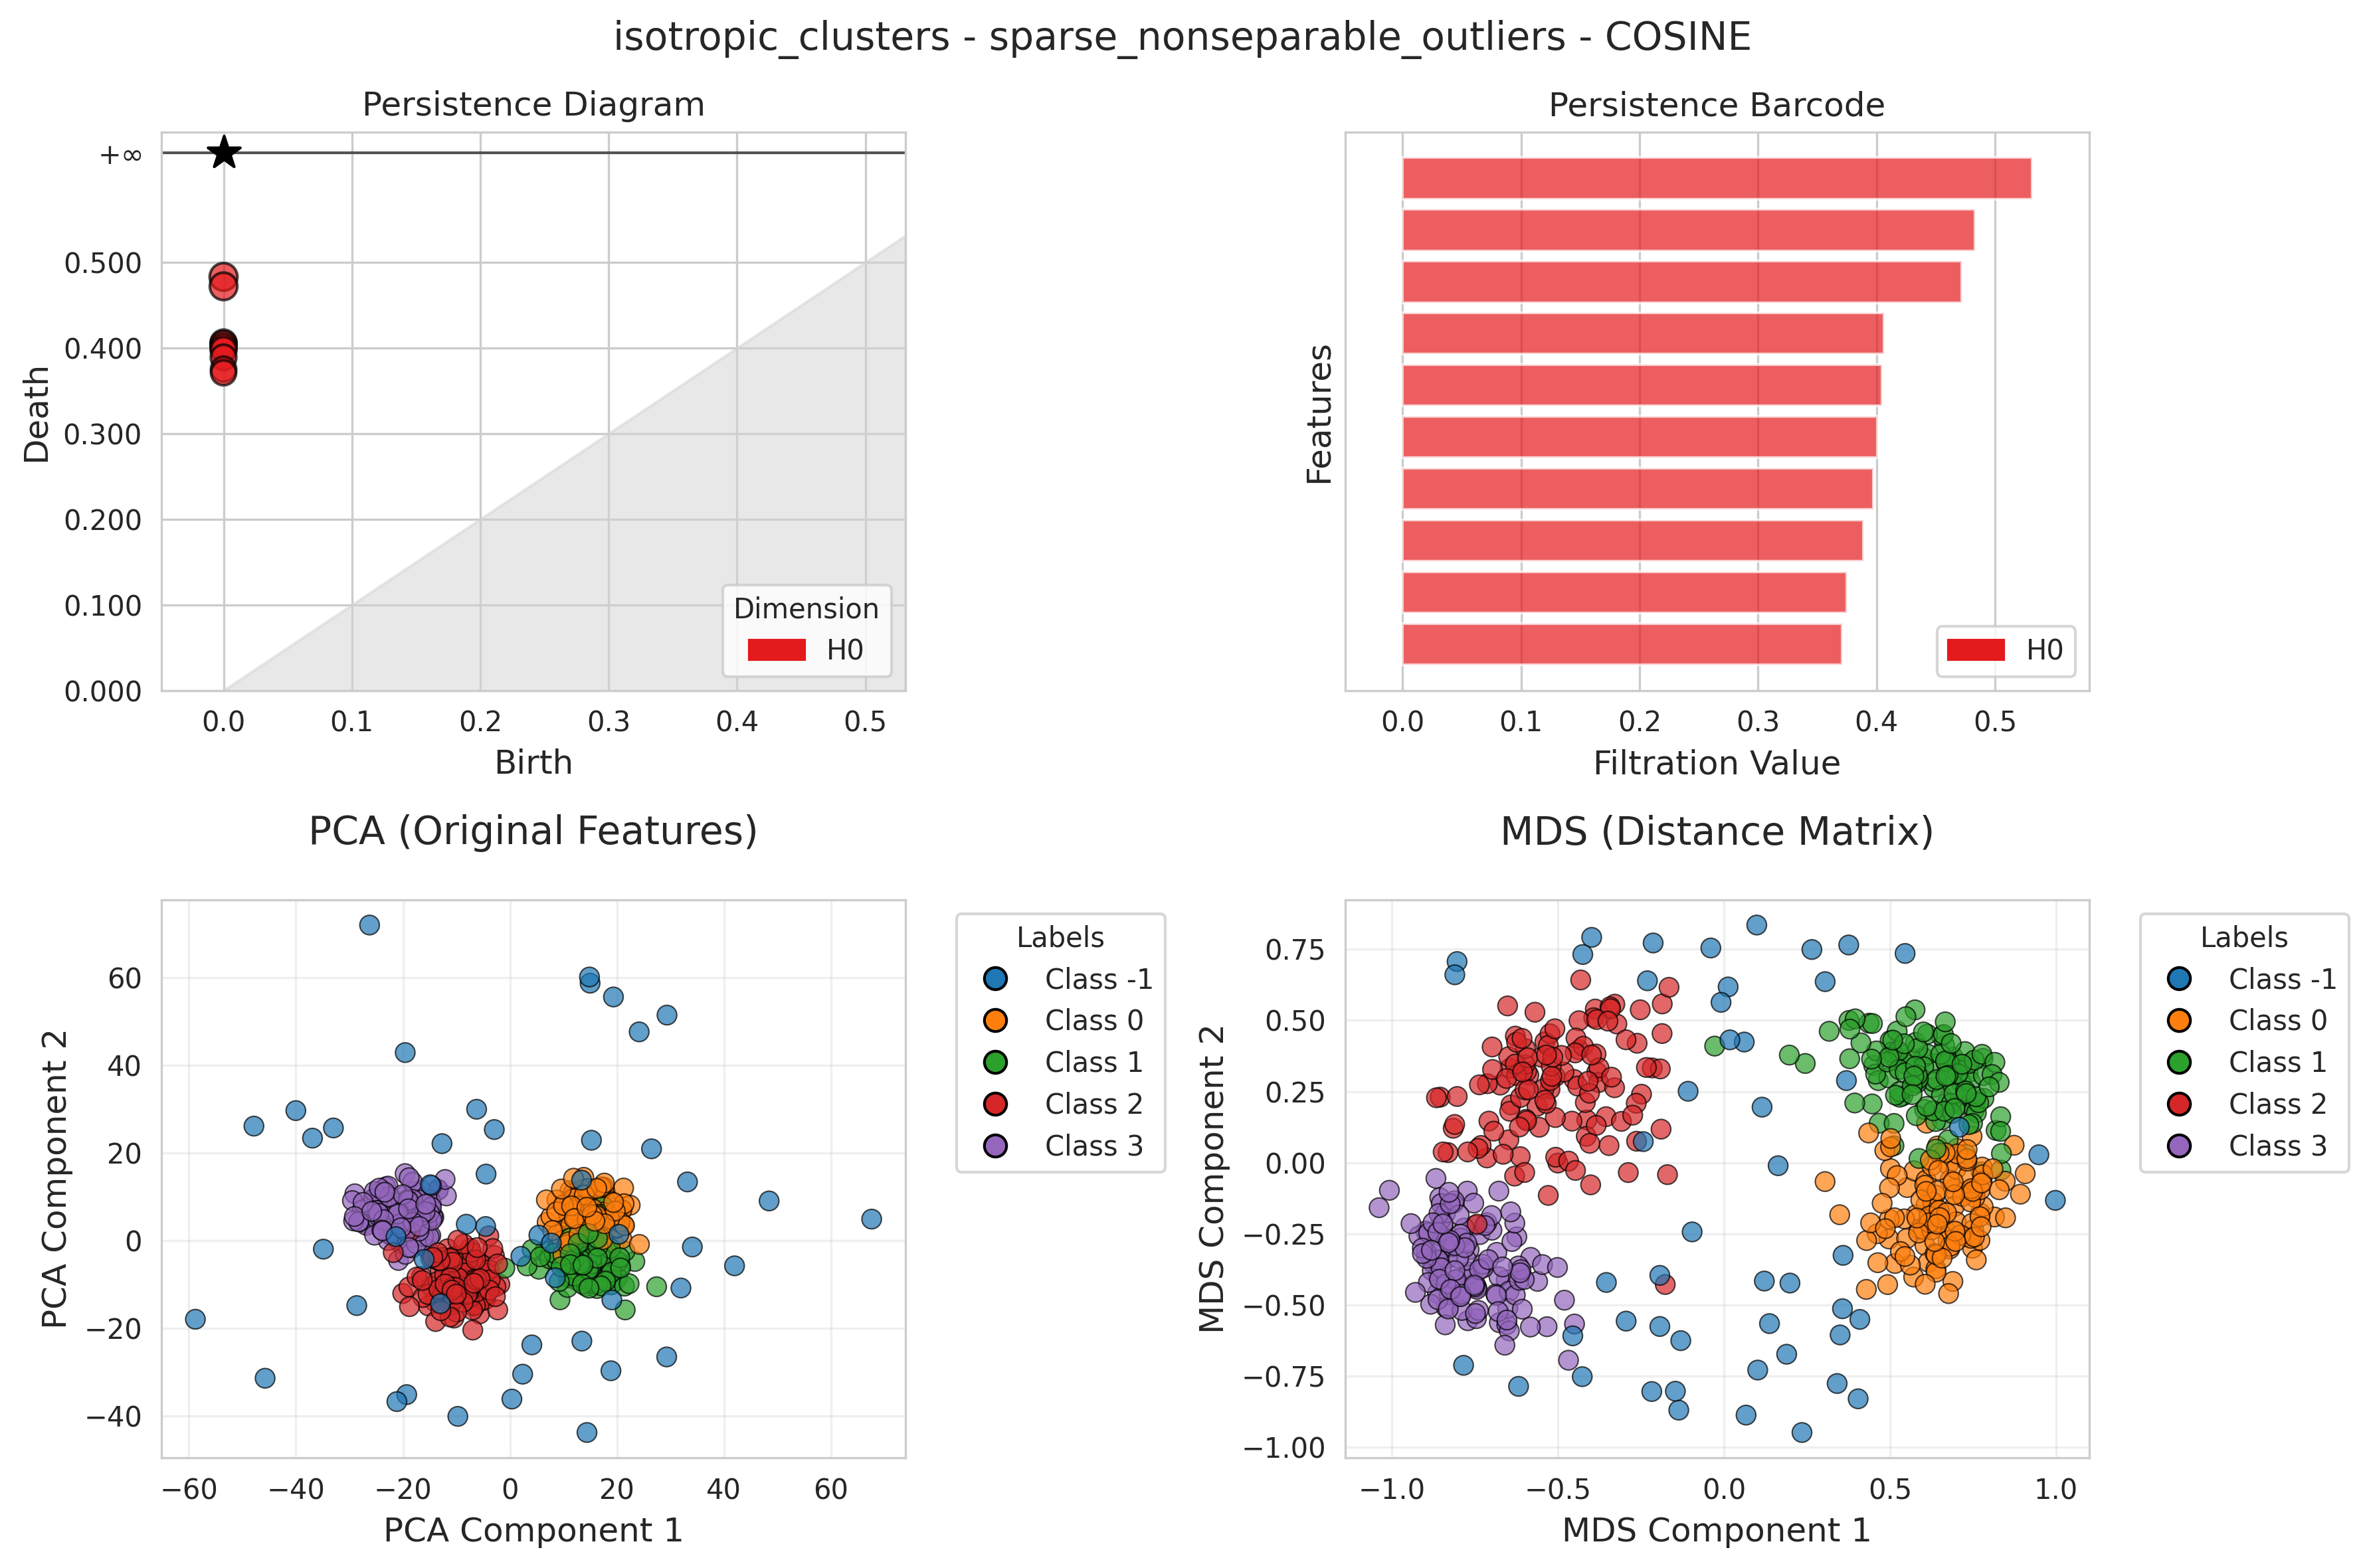 isotropic_clusters - sparse_nonseparable_outliers - COSINE
Persistence Diagram
+∞
0.500
0.400
0.300
0.200
0.100
0.000
Death
0.0 0.1 0.2 0.3 0.4 0.5
Birth
Dimension
H0
Persistence Barcode
Features
0.0 0.1 0.2 0.3 0.4 0.5
Filtration Value
H0
PCA (Original Features)
60
40
20
0
−20
−40
PCA Component 2
−60 −40 −20 0 20 40 60
PCA Component 1
Labels
Class -1
Class 0
Class 1
Class 2
Class 3
MDS (Distance Matrix)
0.75
0.50
0.25
0.00
−0.25
−0.50
−0.75
−1.00
MDS Component 2
−1.0 −0.5 0.0 0.5 1.0
MDS Component 1
Labels
Class -1
Class 0
Class 1
Class 2
Class 3